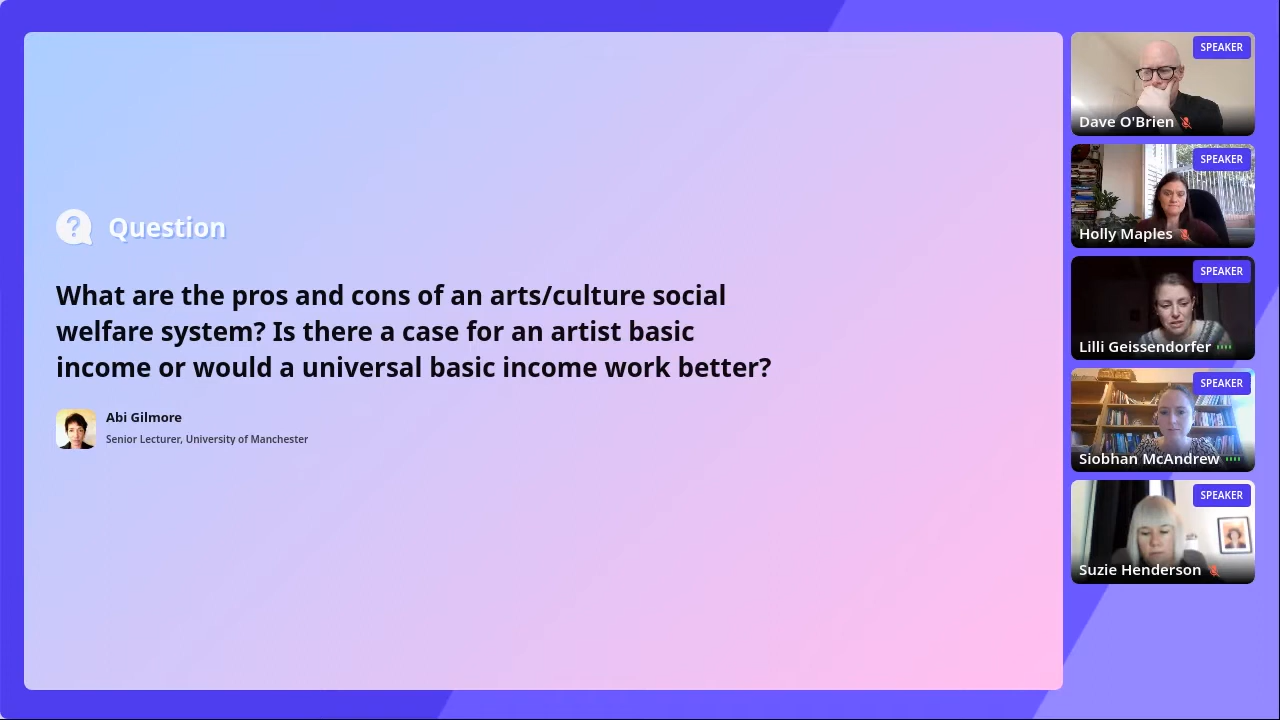 Question
What are the pros and cons of an arts/culture social
welfare system? Is there a case for an artist basic
income or would a universal basic income work better?
Abi Gilmore
Senior Lecturer, University of Manchester
SPEAKER
Dave O'Brien
SPEAKER
Holly Maples
SPEAKER
Lilli Geissendorfer
SPEAKER
Siobhan McAndrew
SPEAKER
Suzie Henderson